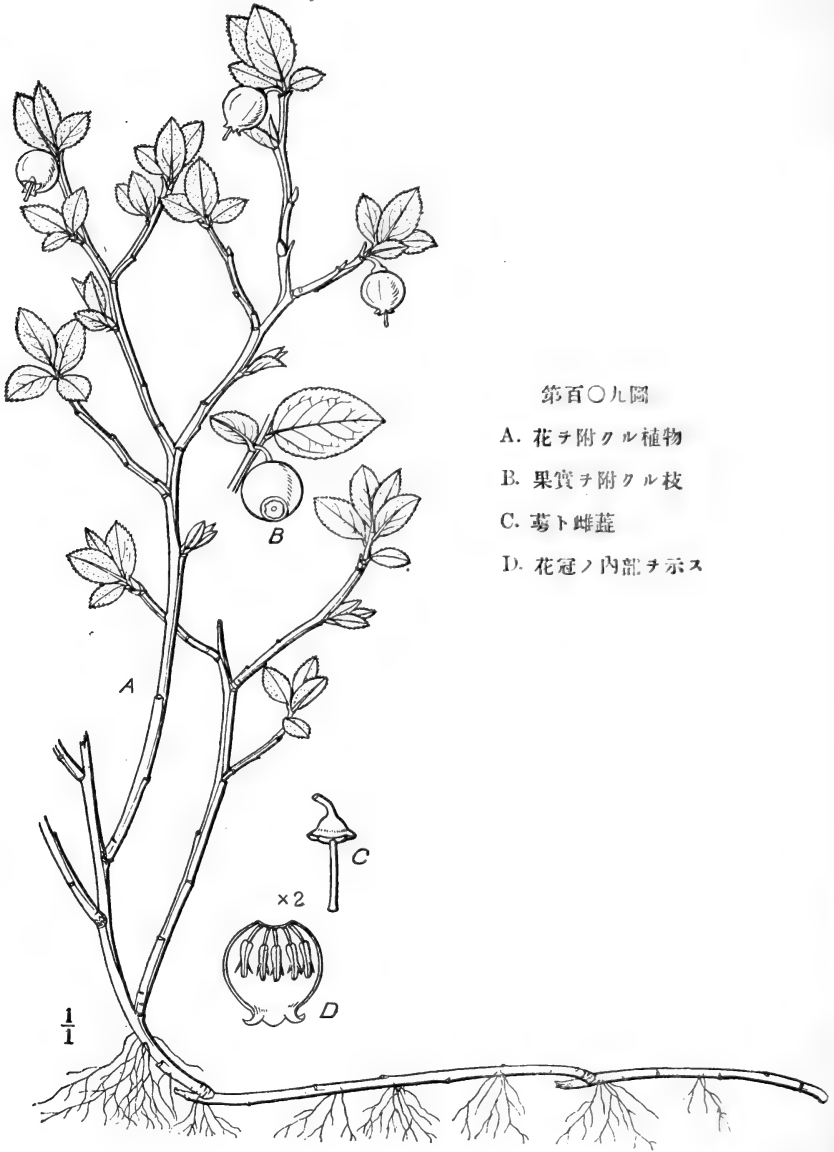 第百〇九圖
A. 花ヲ附クル植物
B. 果實ヲ附クル枝
C. 萼ト雌蕋
D. 花冠ノ內部ヲ示ス
B
A
C
×2
D
1/1